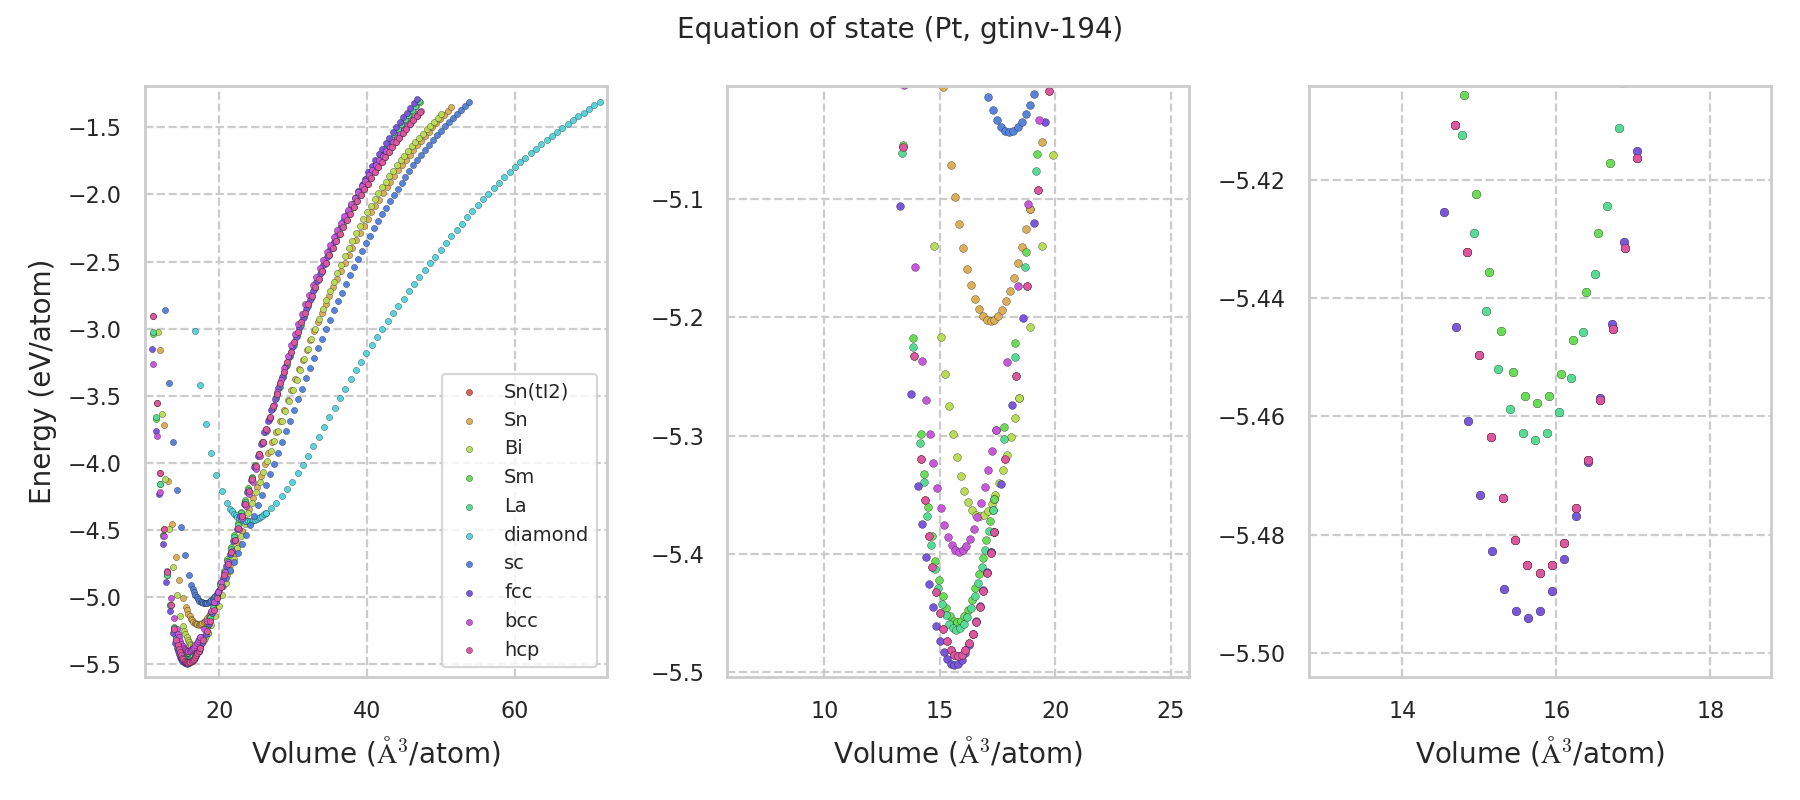 Equation of state (Pt, gtinv-194)
Energy (eV/atom)
−1.5
−2.0
−2.5
−3.0
−3.5
−4.0
−4.5
−5.0
−5.5
20 40 60
Volume (Å³/atom)
Sn(tI2)
Sn
Bi
Sm
La
diamond
sc
fcc
bcc
hcp
−5.1
−5.2
−5.3
−5.4
−5.5
10 15 20 25
Volume (Å³/atom)
−5.42
−5.44
−5.46
−5.48
−5.50
14 16 18
Volume (Å³/atom)